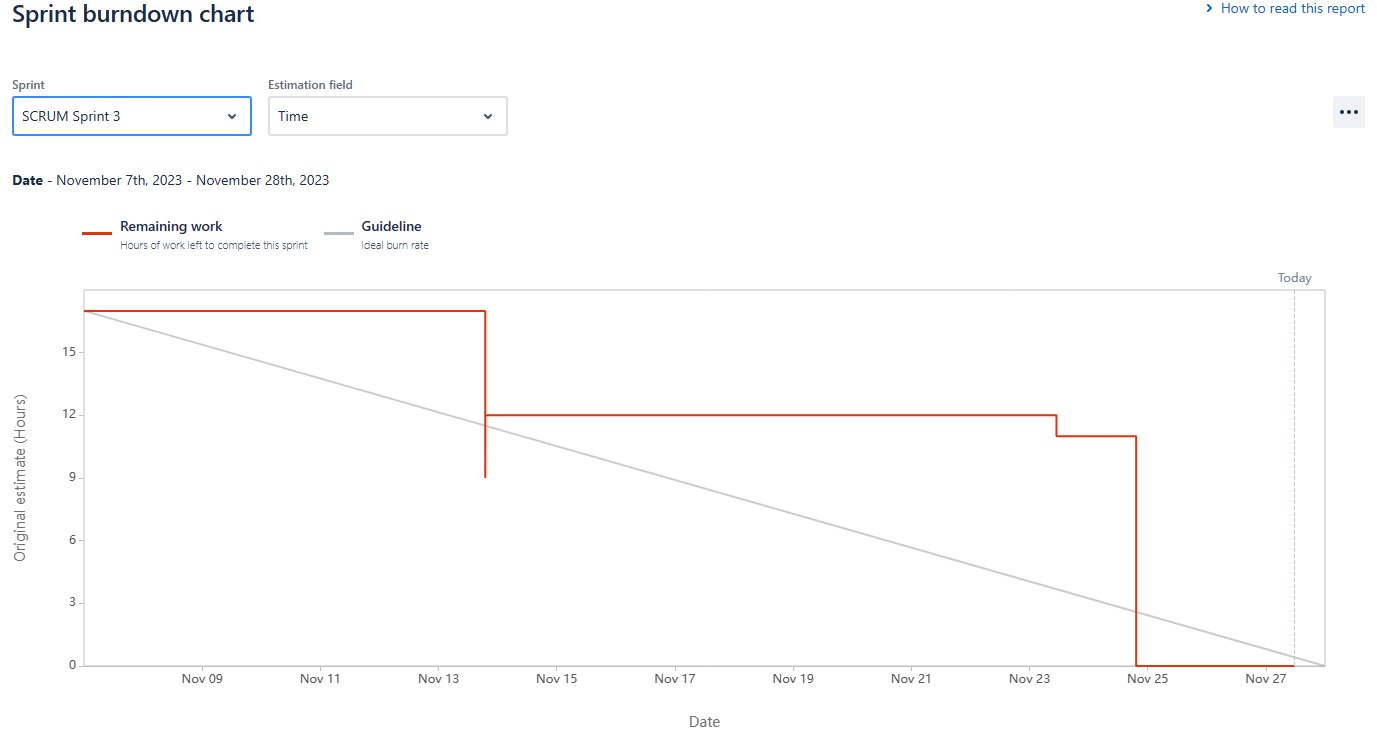 Sprint burndown chart
How to read this report
Sprint
Estimation field
SCRUM Sprint 3
Time
Date - November 7th, 2023 - November 28th, 2023
Remaining work
Hours of work left to complete this sprint
Guideline
Ideal burn rate
Today
Original estimate (Hours)
15
12
9
6
3
0
Nov 09 Nov 11 Nov 13 Nov 15 Nov 17 Nov 19 Nov 21 Nov 23 Nov 25 Nov 27
Date